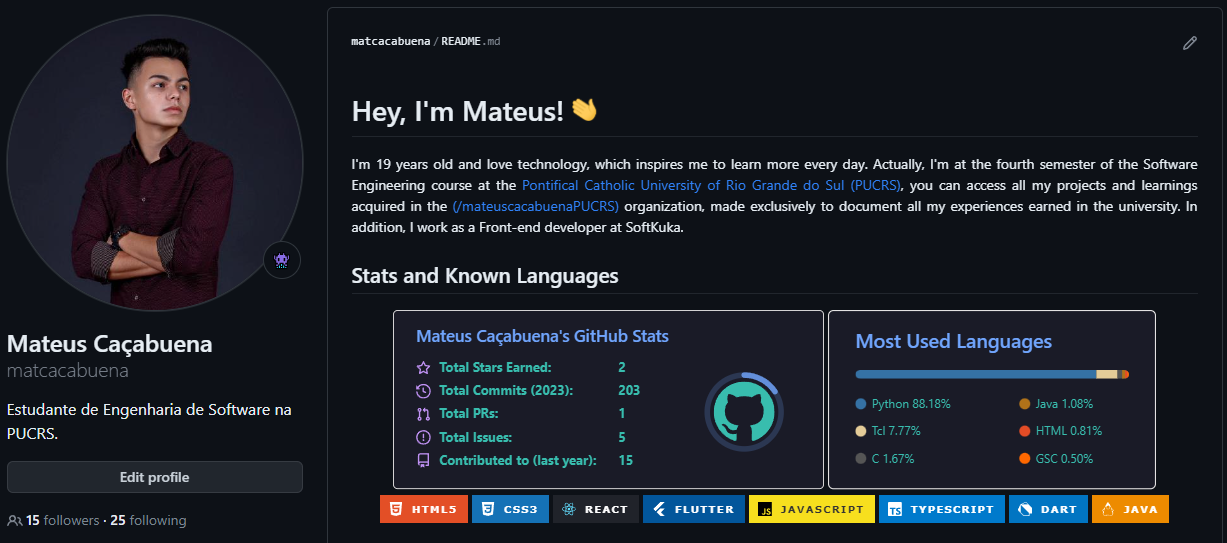 Mateus Caçabuena
matcacabuena
Estudante de Engenharia de Software na
PUCRS.
Edit profile
15 followers · 25 following
matcacabuena / README.md
Hey, I'm Mateus! 👋
I'm 19 years old and love technology, which inspires me to learn more every day. Actually, I'm at the fourth semester of the Software
Engineering course at the Pontifical Catholic University of Rio Grande do Sul (PUCRS), you can access all my projects and learnings
acquired in the (/mateuscacabuenaPUCRS) organization, made exclusively to document all my experiences earned in the university. In
addition, I work as a Front-end developer at SoftKuka.
Stats and Known Languages
Mateus Caçabuena's GitHub Stats
Total Stars Earned: 2
Total Commits (2023): 203
Total PRs: 1
Total Issues: 5
Contributed to (last year): 15
Most Used Languages
Python 88.18% Java 1.08%
Tcl 7.77% HTML 0.81%
C 1.67% GSC 0.50%
HTML5 CSS3 REACT FLUTTER JS JAVASCRIPT TS TYPESCRIPT DART JAVA